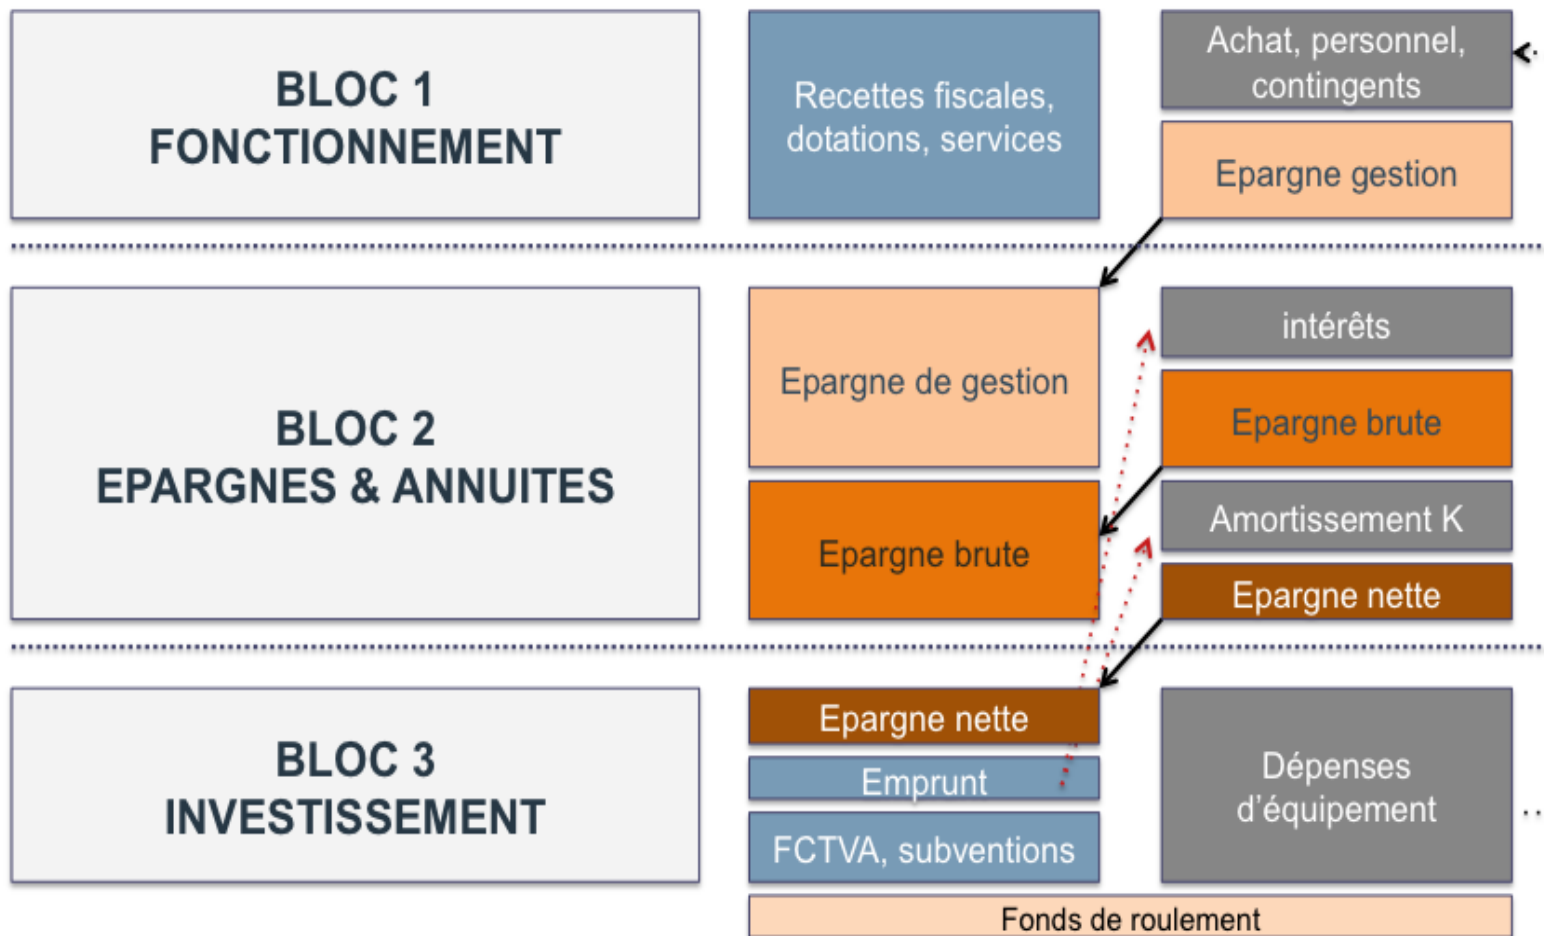 BLOC 1
FONCTIONNEMENT
Recettes fiscales,
dotations, services
Achat, personnel,
contingents
Epargne gestion
BLOC 2
EPARGNES & ANNUITES
Epargne de gestion
Epargne brute
intérêts
Epargne brute
Amortissement K
Epargne nette
BLOC 3
INVESTISSEMENT
Epargne nette
Emprunt
FCTVA, subventions
Dépenses
d’équipement
Fonds de roulement